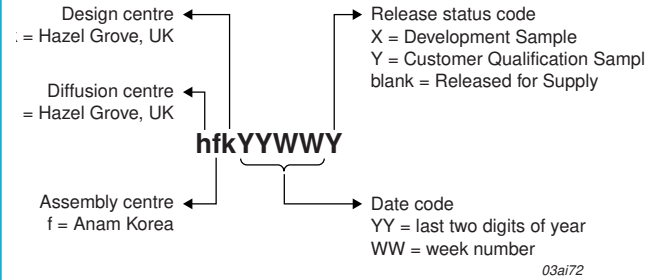 Design centre
= Hazel Grove, UK
Diffusion centre
= Hazel Grove, UK
Assembly centre
f = Anam Korea
hfkYYWWY
Release status code
X = Development Sample
Y = Customer Qualification Sampl
blank = Released for Supply
Date code
YY = last two digits of year
WW = week number
03ai72